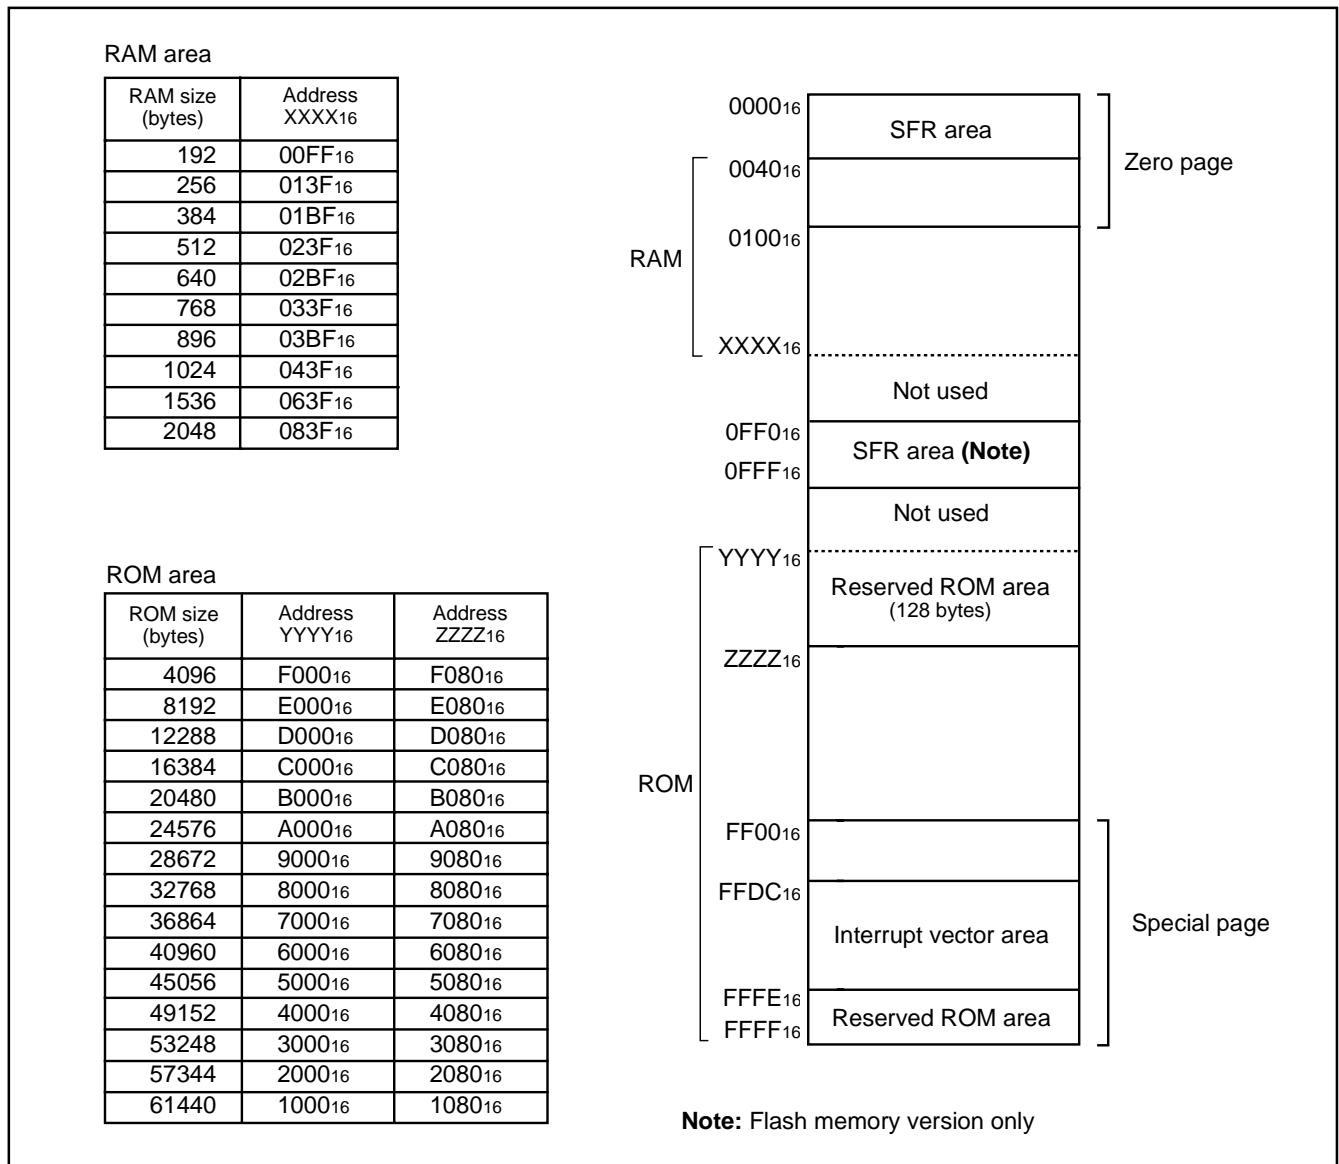 RAM area
RAM size (bytes) Address XXXX16
192 00FF16
256 013F16
384 01BF16
512 023F16
640 02BF16
768 033F16
896 03BF16
1024 043F16
1536 063F16
2048 083F16
ROM area
ROM size (bytes) Address YYYY16 Address ZZZZ16
4096 F00016 F08016
8192 E00016 E08016
12288 D00016 D08016
16384 C00016 C08016
20480 B00016 B08016
24576 A00016 A08016
28672 900016 908016
32768 800016 808016
36864 700016 708016
40960 600016 608016
45056 500016 508016
49152 400016 408016
53248 300016 308016
57344 200016 208016
61440 100016 108016
000016
SFR area
Zero page
004016
010016
RAM
XXXX16
Not used
0FF016
SFR area (Note)
0FFF16
Not used
YYYY16
Reserved ROM area
(128 bytes)
ZZZZ16
ROM
FF0016
FFDC16
Interrupt vector area
Special page
FFFE16
Reserved ROM area
FFFF16
Note: Flash memory version only